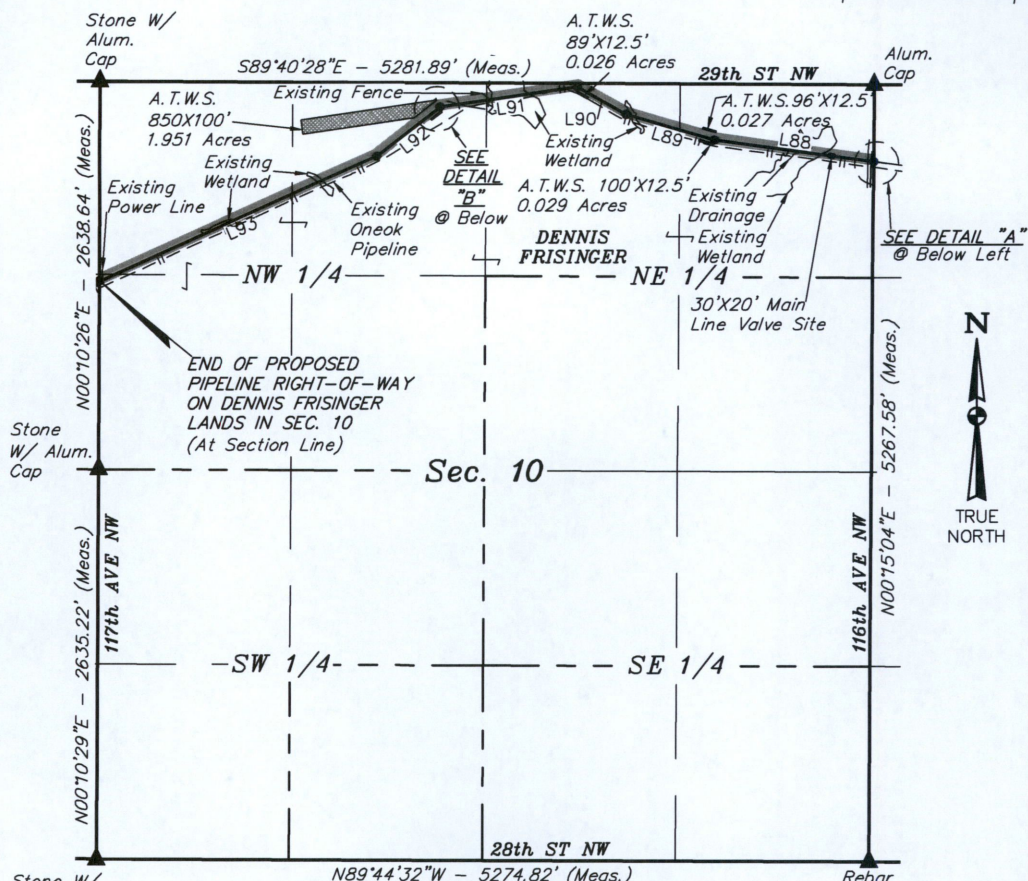 Stone W/
Alum.
Cap
S89°40'28"E - 5281.89' (Meas.)
A.T.W.S.
89'X12.5'
0.026 Acres
29th ST NW
Alum.
Cap
A.T.W.S.
850X100'
1.951 Acres
Existing Fence
L91
L90
L92
A.T.W.S. 96'X12.5'
0.027 Acres
L89
L88
Existing
Wetland
Existing
Wetland
SEE
DETAIL
"B"
@ Below
Existing
Power Line
L93
Existing
Oneok
Pipeline
A.T.W.S. 100'X12.5'
0.029 Acres
Existing
Drainage
Existing
Wetland
SEE DETAIL "A"
@ Below Left
DENNIS
FRISINGER
NW 1/4
NE 1/4
30'X20' Main
Line Valve Site
N00°10'26"E - 2638.64' (Meas.)
END OF PROPOSED
PIPELINE RIGHT-OF-WAY
ON DENNIS FRISINGER
LANDS IN SEC. 10
(At Section Line)
N
TRUE
NORTH
Stone
W/ Alum.
Cap
Sec. 10
N00°15'04"E - 5267.58' (Meas.)
N00°10'29"E - 2635.22' (Meas.)
117th AVE NW
116th AVE NW
SW 1/4
SE 1/4
28th ST NW
N89°44'32"W - 5274.82' (Meas.)
Stone W/
Rebar